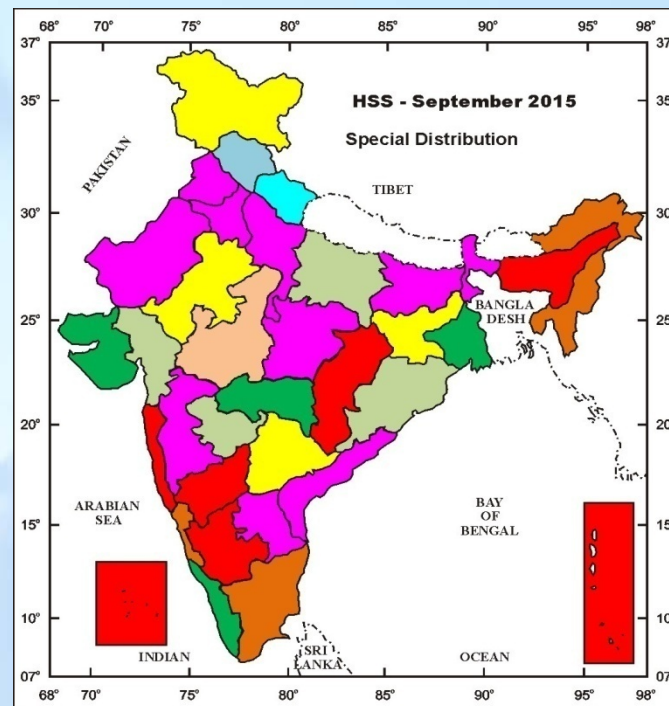 68° 70° 75° 80° 85° 90° 95° 98°
37° 37°
HSS - September 2015
35° 35°
Special Distribution
PAKISTAN
TIBET
30° 30°
BANGLA
DESH
25° 25°
20° 20°
ARABIAN
SEA
BAY
OF
BENGAL
15° 15°
10° 10°
INDIAN
SRI
LANKA
OCEAN
07° 07°
68° 70° 75° 80° 85° 90° 95° 98°